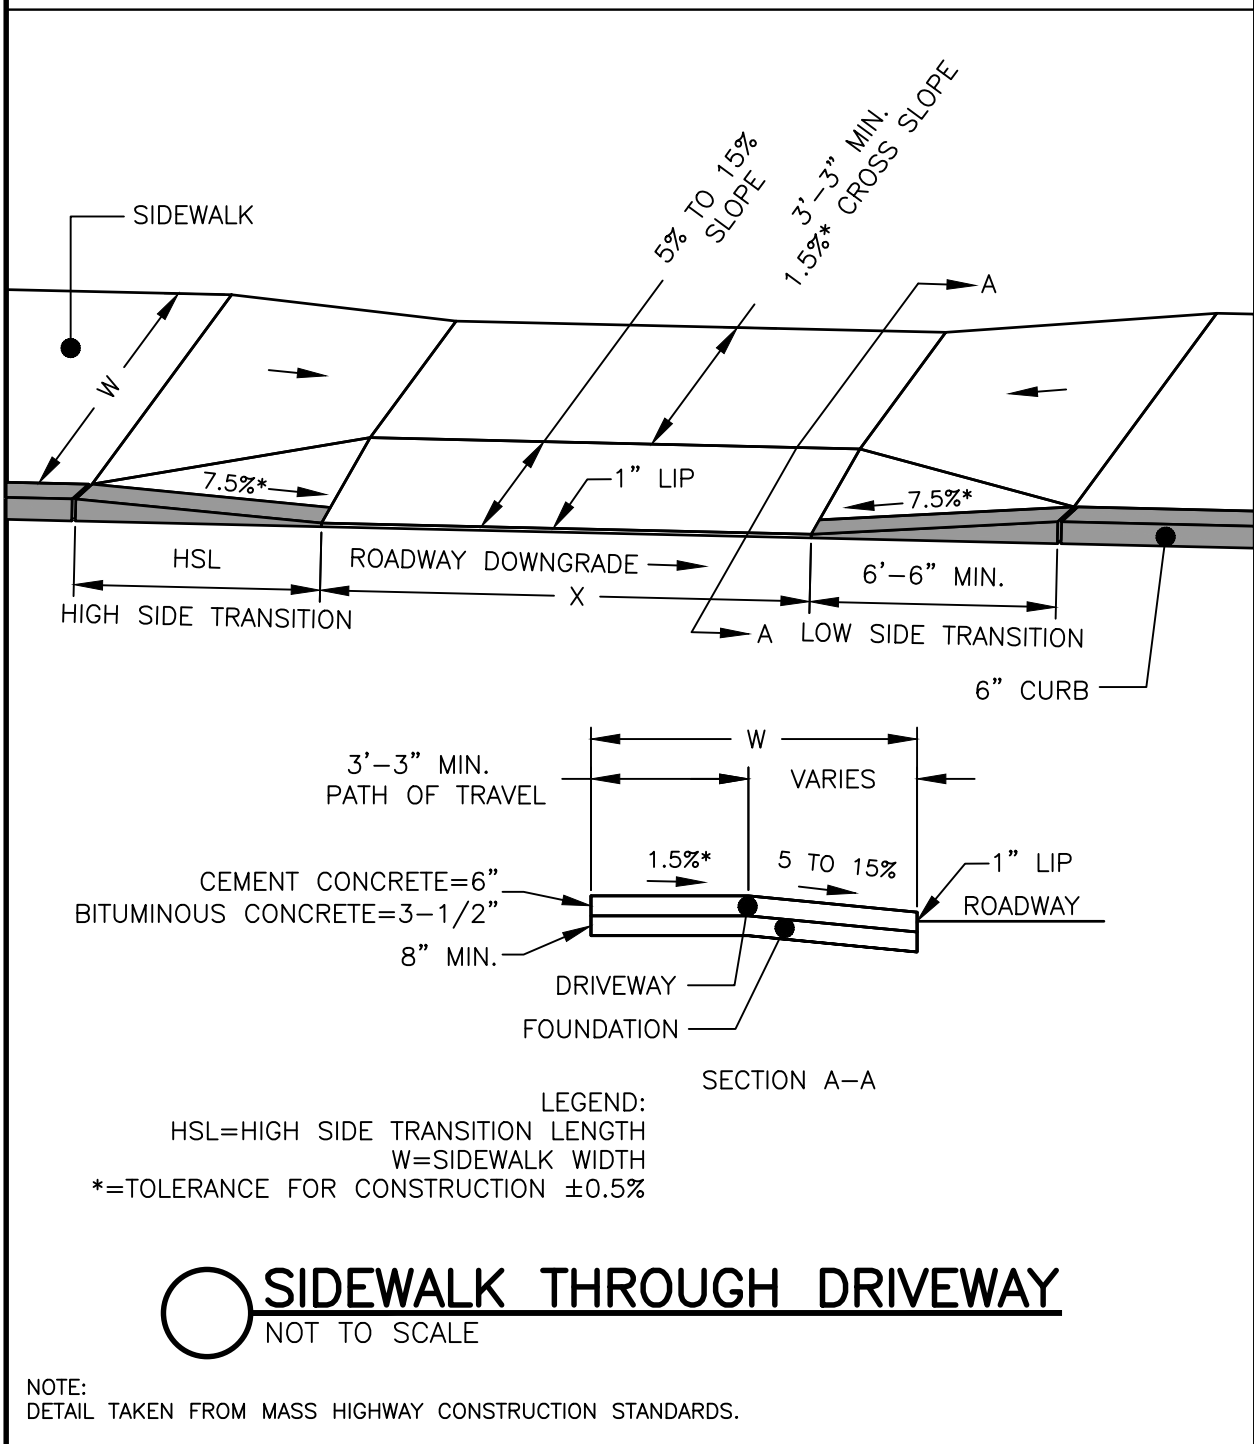 5% TO 15%
SLOPE
3'-3" MIN.
1.5%* CROSS SLOPE
SIDEWALK
A
W
7.5%*
1" LIP
7.5%*
HSL
ROADWAY DOWNGRADE
6'-6" MIN.
X
HIGH SIDE TRANSITION
A
LOW SIDE TRANSITION
6" CURB
W
3'-3" MIN.
PATH OF TRAVEL
VARIES
1.5%*
5 TO 15%
1" LIP
CEMENT CONCRETE=6"
BITUMINOUS CONCRETE=3-1/2"
ROADWAY
8" MIN.
DRIVEWAY
FOUNDATION
SECTION A-A
LEGEND:
HSL=HIGH SIDE TRANSITION LENGTH
W=SIDEWALK WIDTH
*=TOLERANCE FOR CONSTRUCTION ±0.5%
SIDEWALK THROUGH DRIVEWAY
NOT TO SCALE
NOTE:
DETAIL TAKEN FROM MASS HIGHWAY CONSTRUCTION STANDARDS.